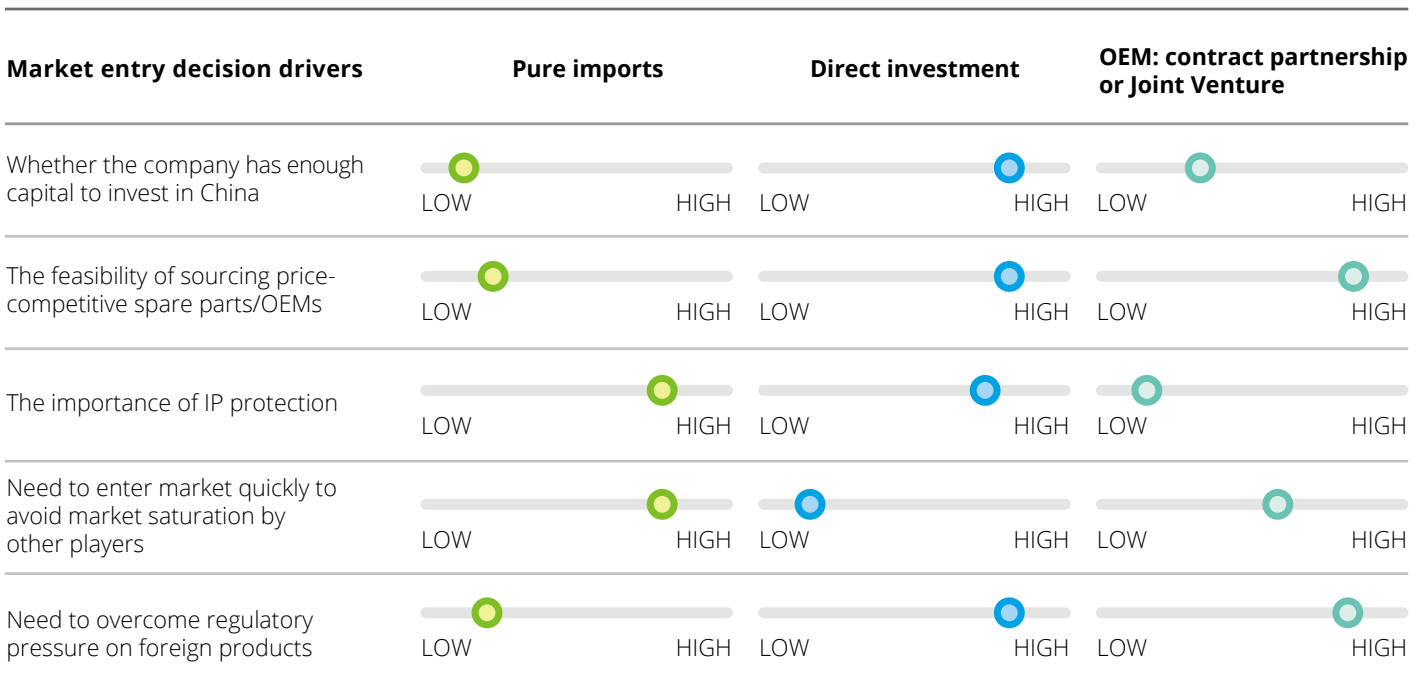 Market entry decision drivers
Pure imports
Direct investment
OEM: contract partnership
or Joint Venture
Whether the company has enough
capital to invest in China
LOW HIGH LOW HIGH LOW HIGH
The feasibility of sourcing price-
competitive spare parts/OEMs
LOW HIGH LOW HIGH LOW HIGH
The importance of IP protection
LOW HIGH LOW HIGH LOW HIGH
Need to enter market quickly to
avoid market saturation by
other players
LOW HIGH LOW HIGH LOW HIGH
Need to overcome regulatory
pressure on foreign products
LOW HIGH LOW HIGH LOW HIGH